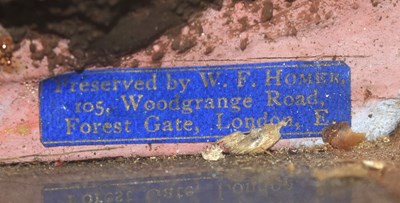 Preserved by W. F. HOMER,
105, Woodgrange Road,
Forest Gate, London, E.